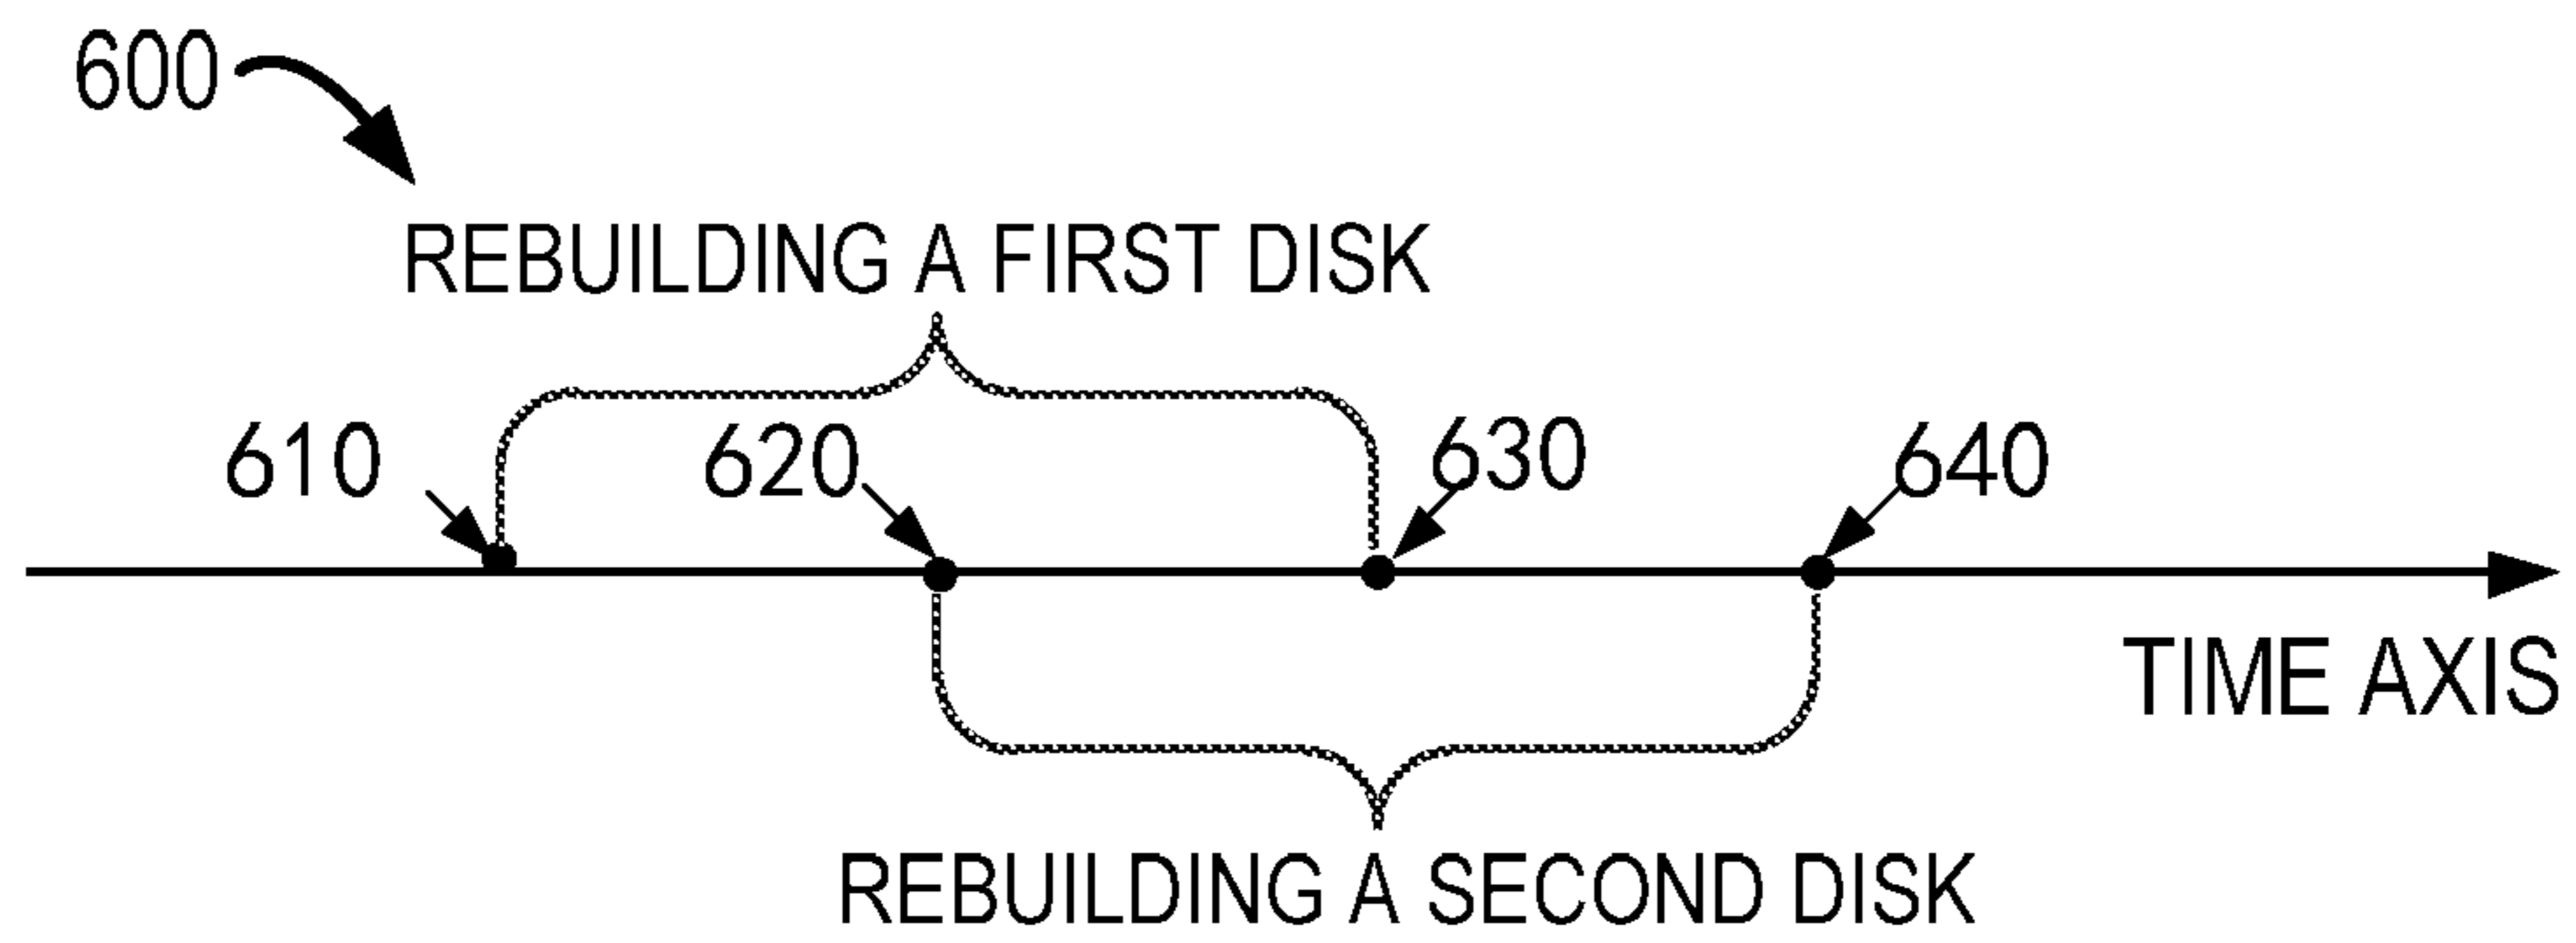 600
REBUILDING A FIRST DISK
610 620 630 640
TIME AXIS
REBUILDING A SECOND DISK